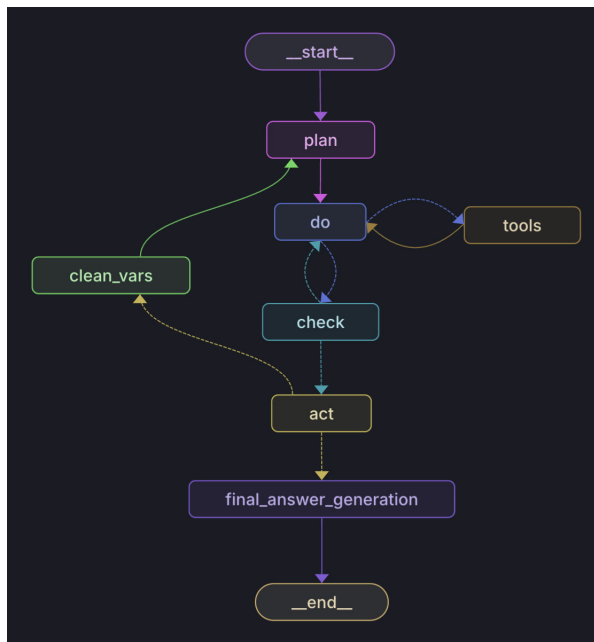 __start__
plan
do
tools
clean_vars
check
act
final_answer_generation
__end__